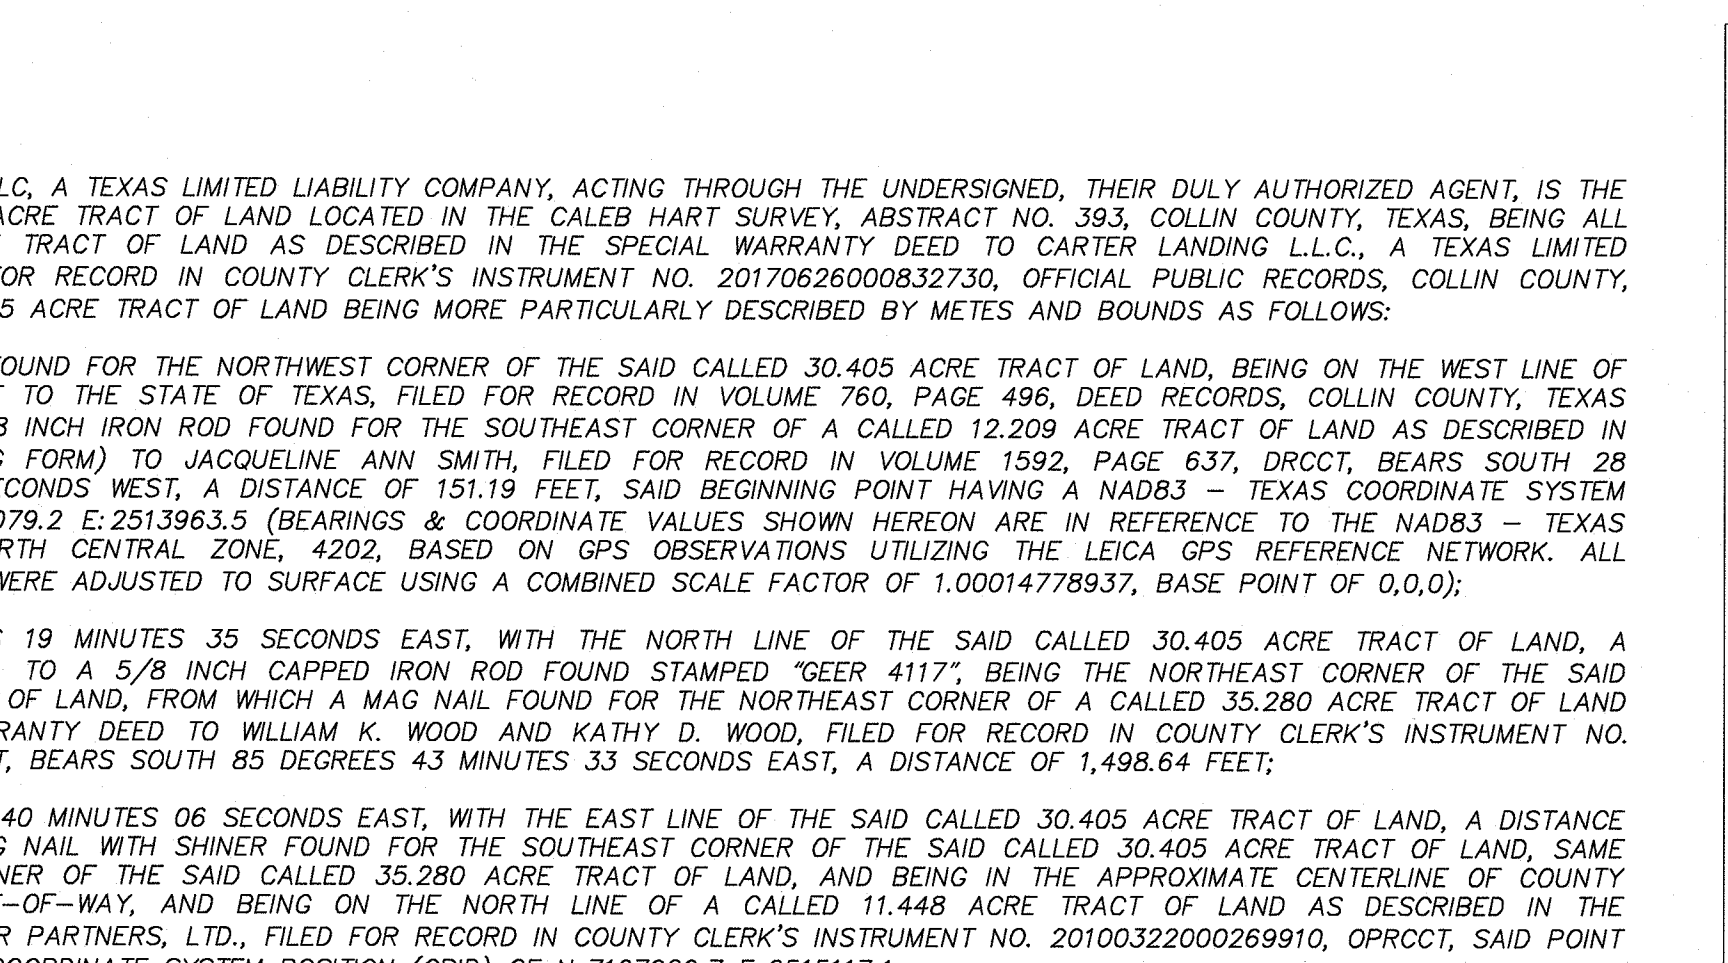 LC, A TEXAS LIMITED LIABILITY COMPANY, ACTING THROUGH THE UNDERSIGNED, THEIR DULY AUTHORIZED AGENT, IS THE
ACRE TRACT OF LAND LOCATED IN THE CALEB HART SURVEY, ABSTRACT NO. 393, COLLIN COUNTY, TEXAS, BEING ALL
TRACT OF LAND AS DESCRIBED IN THE SPECIAL WARRANTY DEED TO CARTER LANDING L.L.C., A TEXAS LIMITED
OR RECORD IN COUNTY CLERK'S INSTRUMENT NO. 20170626000832730, OFFICIAL PUBLIC RECORDS, COLLIN COUNTY,
5 ACRE TRACT OF LAND BEING MORE PARTICULARLY DESCRIBED BY METES AND BOUNDS AS FOLLOWS:
OUND FOR THE NORTHWEST CORNER OF THE SAID CALLED 30.405 ACRE TRACT OF LAND, BEING ON THE WEST LINE OF
TO THE STATE OF TEXAS, FILED FOR RECORD IN VOLUME 760, PAGE 496, DEED RECORDS, COLLIN COUNTY, TEXAS
INCH IRON ROD FOUND FOR THE SOUTHEAST CORNER OF A CALLED 12.209 ACRE TRACT OF LAND AS DESCRIBED IN
FORM) TO JACQUELINE ANN SMITH, FILED FOR RECORD IN VOLUME 1592, PAGE 637, DRCCT, BEARS SOUTH 28
CONDS WEST, A DISTANCE OF 151.19 FEET, SAID BEGINNING POINT HAVING A NAD83 – TEXAS COORDINATE SYSTEM
079.2 E:2513963.5 (BEARINGS & COORDINATE VALUES SHOWN HEREON ARE IN REFERENCE TO THE NAD83 – TEXAS
RTH CENTRAL ZONE, 4202, BASED ON GPS OBSERVATIONS UTILIZING THE LEICA GPS REFERENCE NETWORK. ALL
WERE ADJUSTED TO SURFACE USING A COMBINED SCALE FACTOR OF 1.00014778937, BASE POINT OF 0,0,0);
19 MINUTES 35 SECONDS EAST, WITH THE NORTH LINE OF THE SAID CALLED 30.405 ACRE TRACT OF LAND, A
TO A 5/8 INCH CAPPED IRON ROD FOUND STAMPED "GEER 4117", BEING THE NORTHEAST CORNER OF THE SAID
OF LAND, FROM WHICH A MAG NAIL FOUND FOR THE NORTHEAST CORNER OF A CALLED 35.280 ACRE TRACT OF LAND
RANTY DEED TO WILLIAM K. WOOD AND KATHY D. WOOD, FILED FOR RECORD IN COUNTY CLERK'S INSTRUMENT NO.
T, BEARS SOUTH 85 DEGREES 43 MINUTES 33 SECONDS EAST, A DISTANCE OF 1,498.64 FEET;
40 MINUTES 06 SECONDS EAST, WITH THE EAST LINE OF THE SAID CALLED 30.405 ACRE TRACT OF LAND, A DISTANCE
G NAIL WITH SHINER FOUND FOR THE SOUTHEAST CORNER OF THE SAID CALLED 30.405 ACRE TRACT OF LAND, SAME
NER OF THE SAID CALLED 35.280 ACRE TRACT OF LAND, AND BEING IN THE APPROXIMATE CENTERLINE OF COUNTY
T–OF–WAY, AND BEING ON THE NORTH LINE OF A CALLED 11.448 ACRE TRACT OF LAND AS DESCRIBED IN THE
R PARTNERS, LTD., FILED FOR RECORD IN COUNTY CLERK'S INSTRUMENT NO. 20100322000269910, OPRCCT, SAID POINT